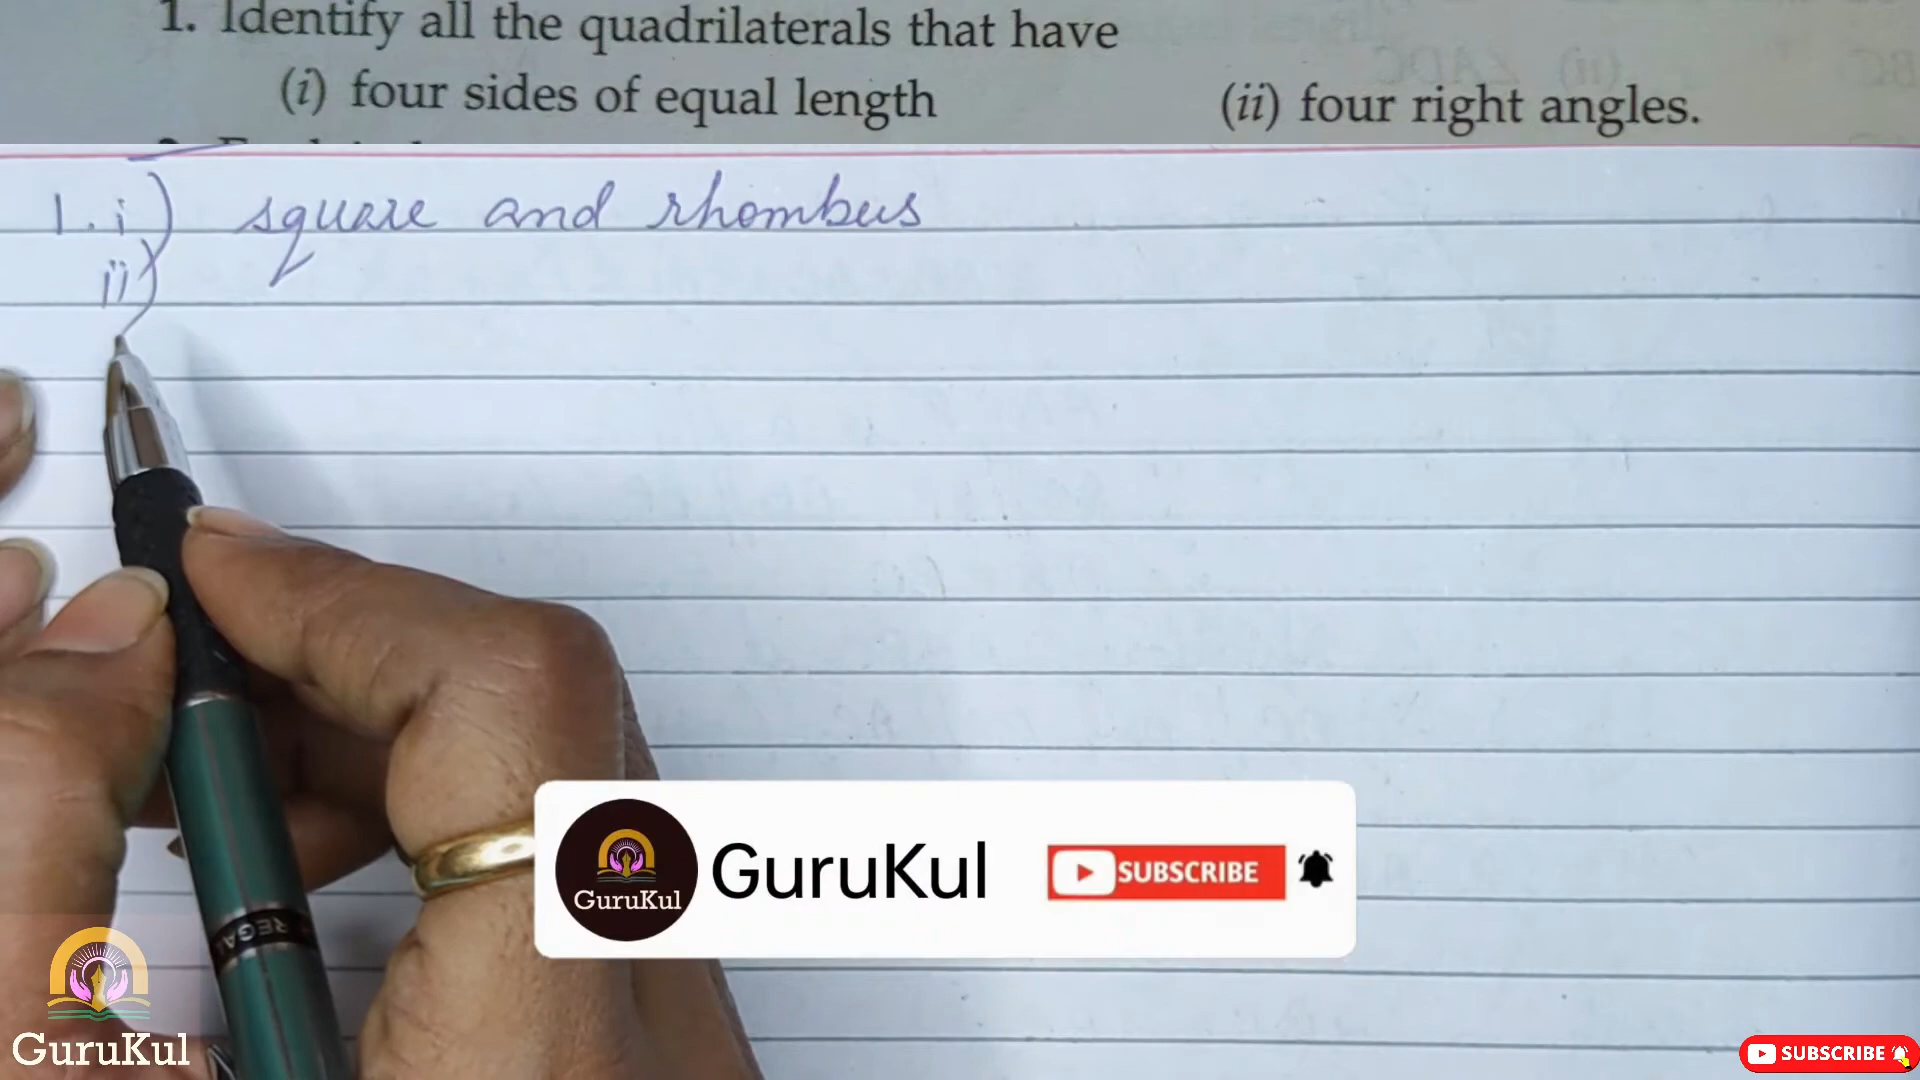 1. Identify all the quadrilaterals that have
(i) four sides of equal length (ii) four right angles.
1. i) square and rhombus
ii)
GuruKul
GuruKul SUBSCRIBE
REGA
GuruKul
SUBSCRIBE